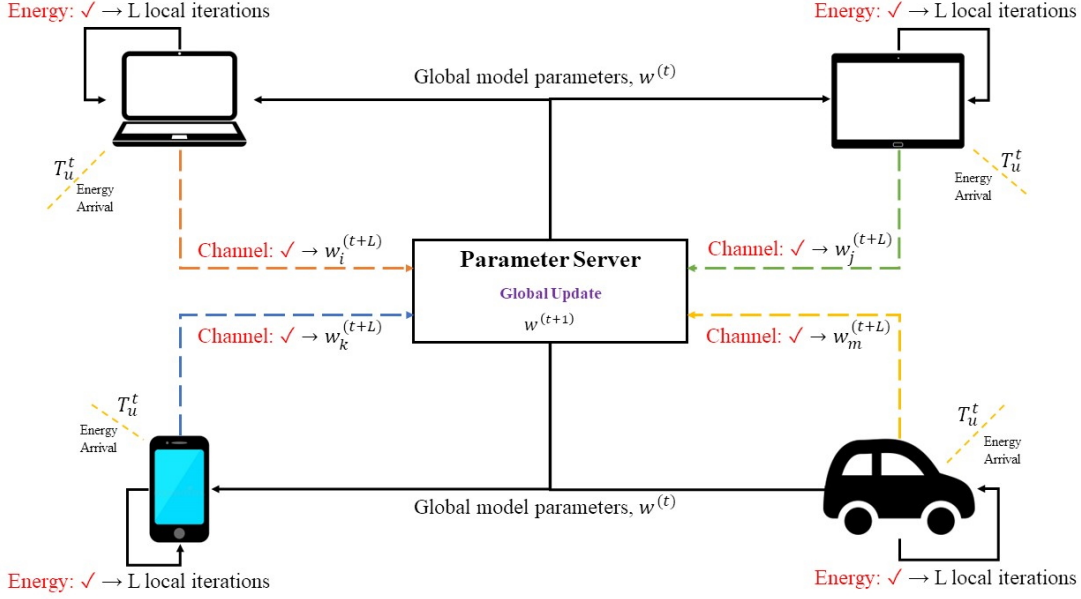 Energy: ✓ → L local iterations
Energy: ✓ → L local iterations
Global model parameters, w^(t)
T_u^t
Energy
Arrival
T_u^t
Energy
Arrival
Channel: ✓ → w_i^(t+L)
Channel: ✓ → w_j^(t+L)
Parameter Server
Global Update
w^(t+1)
Channel: ✓ → w_k^(t+L)
Channel: ✓ → w_m^(t+L)
T_u^t
Energy
Arrival
T_u^t
Energy
Arrival
Global model parameters, w^(t)
Energy: ✓ → L local iterations
Energy: ✓ → L local iterations